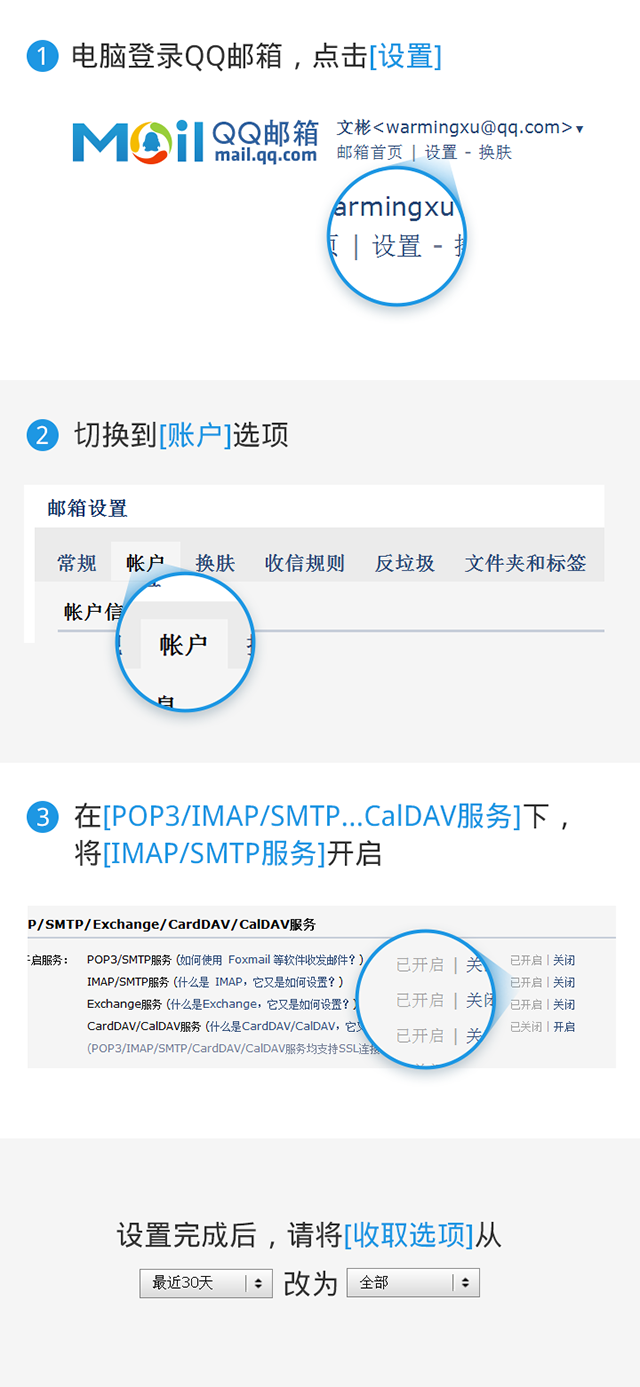 1 电脑登录QQ邮箱，点击[设置]
Mail QQ邮箱
mail.qq.com
文彬<warmingxu@qq.com>▾
邮箱首页 | 设置 - 换肤
armingxu
| 设置 -
2 切换到[账户]选项
邮箱设置
常规 帐户 换肤 收信规则 反垃圾 文件夹和标签
帐户信
帐户
息
3 在[POP3/IMAP/SMTP...CalDAV服务]下，
将[IMAP/SMTP服务]开启
P/SMTP/Exchange/CardDAV/CalDAV服务
启服务： POP3/SMTP服务 (如何使用 Foxmail 等软件收发邮件？) 已开启 | 关闭
IMAP/SMTP服务 (什么是 IMAP，它又是如何设置？) 已开启 | 关闭
Exchange服务 (什么是Exchange，它又是如何设置？) 已开启 | 关闭
CardDAV/CalDAV服务 (什么是CardDAV/CalDAV，它又 已关闭 | 开启
(POP3/IMAP/SMTP/CardDAV/CalDAV服务均支持SSL连接
已开启 | 关
已开启 | 关闭
已开启 | 关
设置完成后，请将[收取选项]从
最近30天 改为 全部